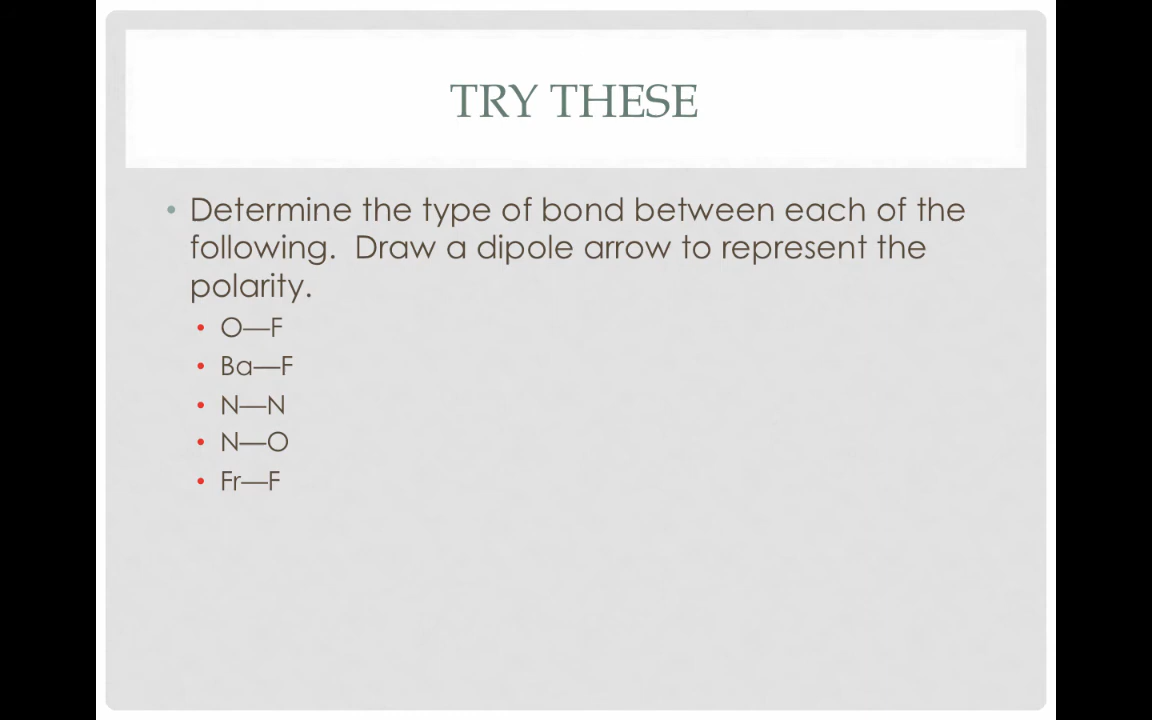 TRY THESE
• Determine the type of bond between each of the
following.  Draw a dipole arrow to represent the
polarity.
• O—F
• Ba—F
• N—N
• N—O
• Fr—F